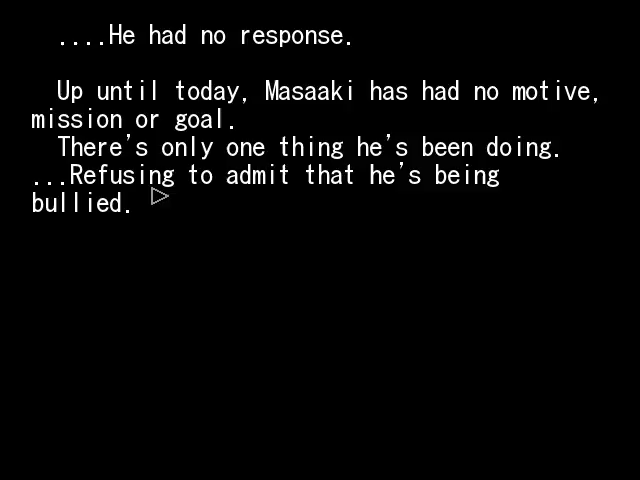 ....He had no response.
Up until today, Masaaki has had no motive,
mission or goal.
There's only one thing he's been doing.
...Refusing to admit that he's being
bullied.